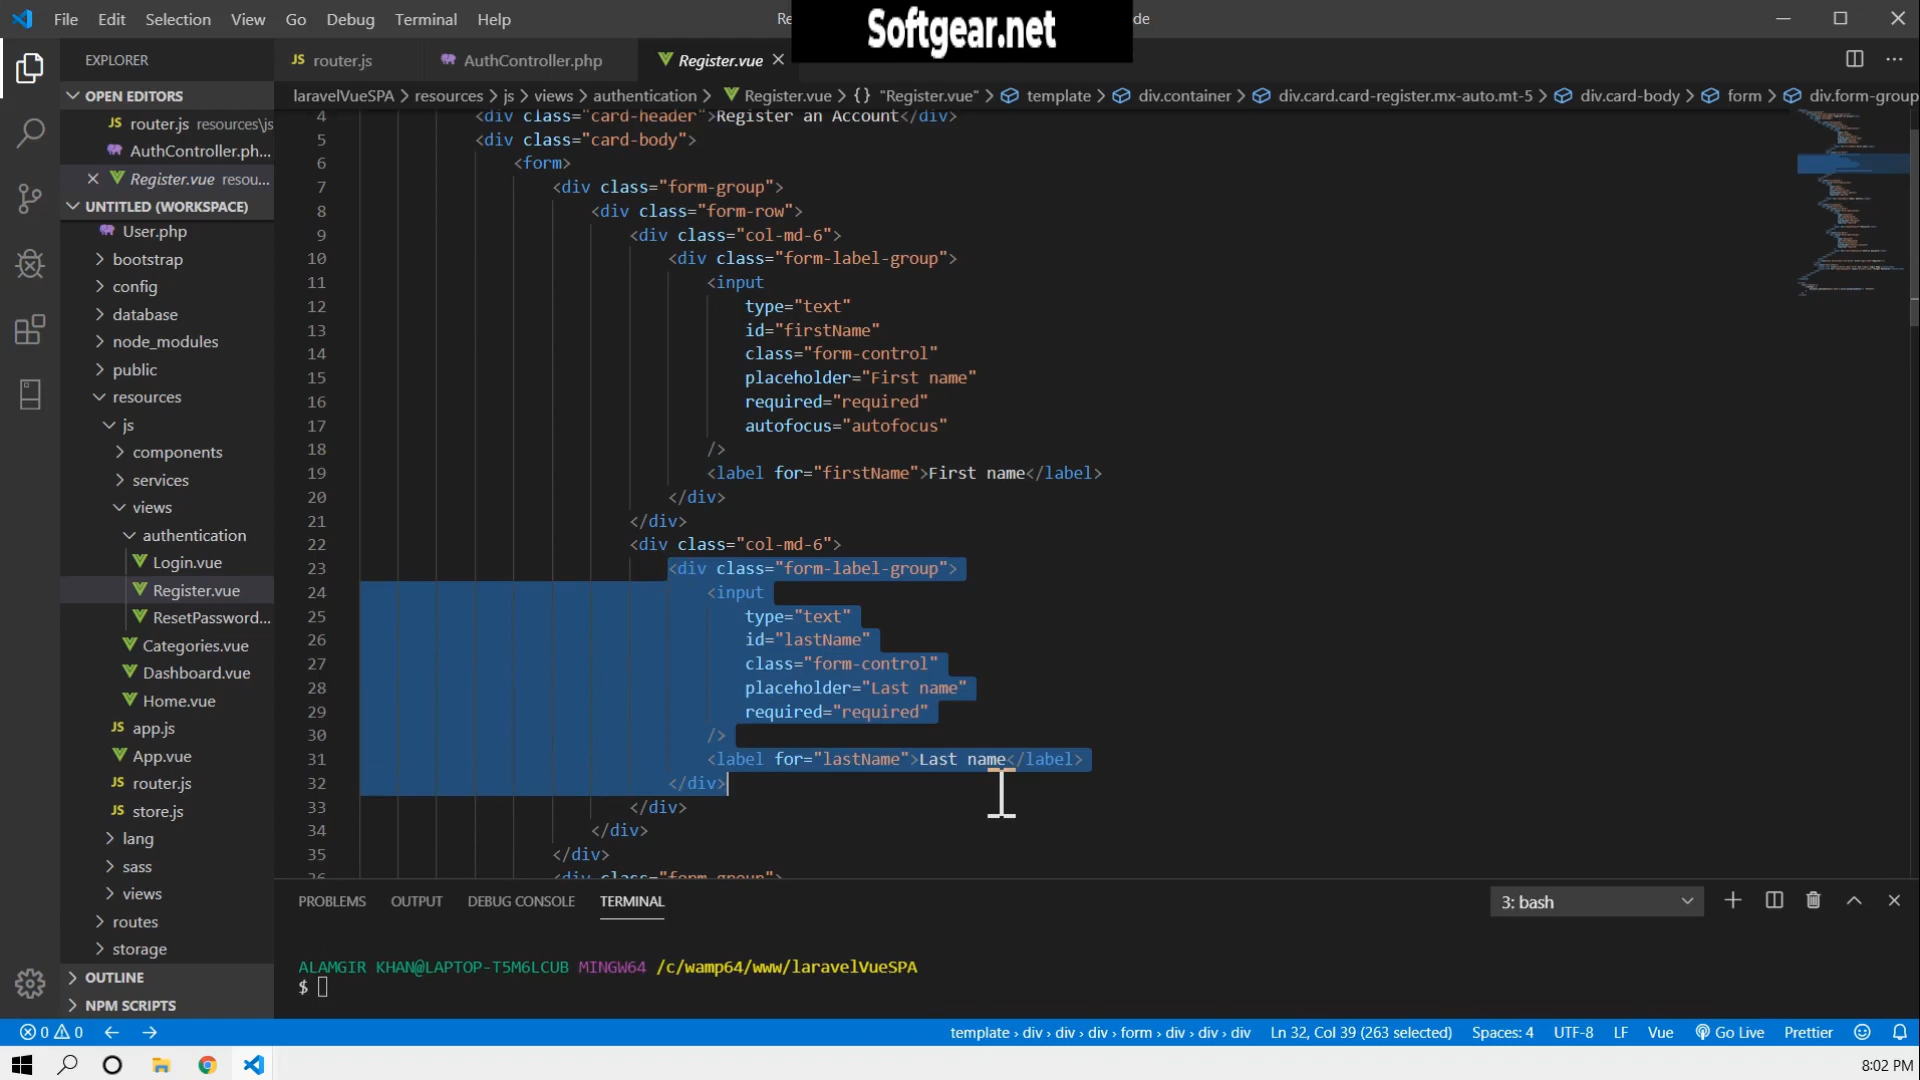 File Edit Selection View Go Debug Terminal Help
Softgear.net
EXPLORER
JS router.js
AuthController.php
Register.vue
OPEN EDITORS
laravelVueSPA > resources > js > views > authentication > Register.vue > {} "Register.vue" > template > div.container > div.card.card-register.mx-auto.mt-5 > div.card-body > form > div.form-group
JS router.js resources\js
AuthController.ph...
Register.vue resou...
UNTITLED (WORKSPACE)
User.php
bootstrap
config
database
node_modules
public
resources
js
components
services
views
authentication
Login.vue
Register.vue
ResetPassword...
Categories.vue
Dashboard.vue
Home.vue
JS app.js
App.vue
JS router.js
JS store.js
lang
sass
views
routes
storage
OUTLINE
NPM SCRIPTS
4 <div class="card-header">Register an Account</div>
5 <div class="card-body">
6 <form>
7 <div class="form-group">
8 <div class="form-row">
9 <div class="col-md-6">
10 <div class="form-label-group">
11 <input
12 type="text"
13 id="firstName"
14 class="form-control"
15 placeholder="First name"
16 required="required"
17 autofocus="autofocus"
18 />
19 <label for="firstName">First name</label>
20 </div>
21 </div>
22 <div class="col-md-6">
23 <div class="form-label-group">
24 <input
25 type="text"
26 id="lastName"
27 class="form-control"
28 placeholder="Last name"
29 required="required"
30 />
31 <label for="lastName">Last name</label>
32 </div>
33 </div>
34 </div>
35 </div>
36 <div class="form-group">
PROBLEMS OUTPUT DEBUG CONSOLE TERMINAL
3: bash
ALAMGIR KHAN@LAPTOP-T5M6LCUB MINGW64 /c/wamp64/www/laravelVueSPA
$
0 0 template › div › div › div › form › div › div › div Ln 32, Col 39 (263 selected) Spaces: 4 UTF-8 LF Vue Go Live Prettier
8:02 PM